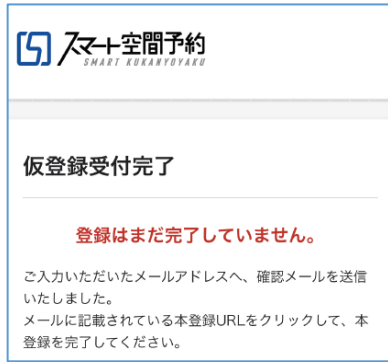 スマート空間予約
SMART KUKANYOYAKU
仮登録受付完了
登録はまだ完了していません。
ご入力いただいたメールアドレスへ、確認メールを送信
いたしました。
メールに記載されている本登録URLをクリックして、本
登録を完了してください。